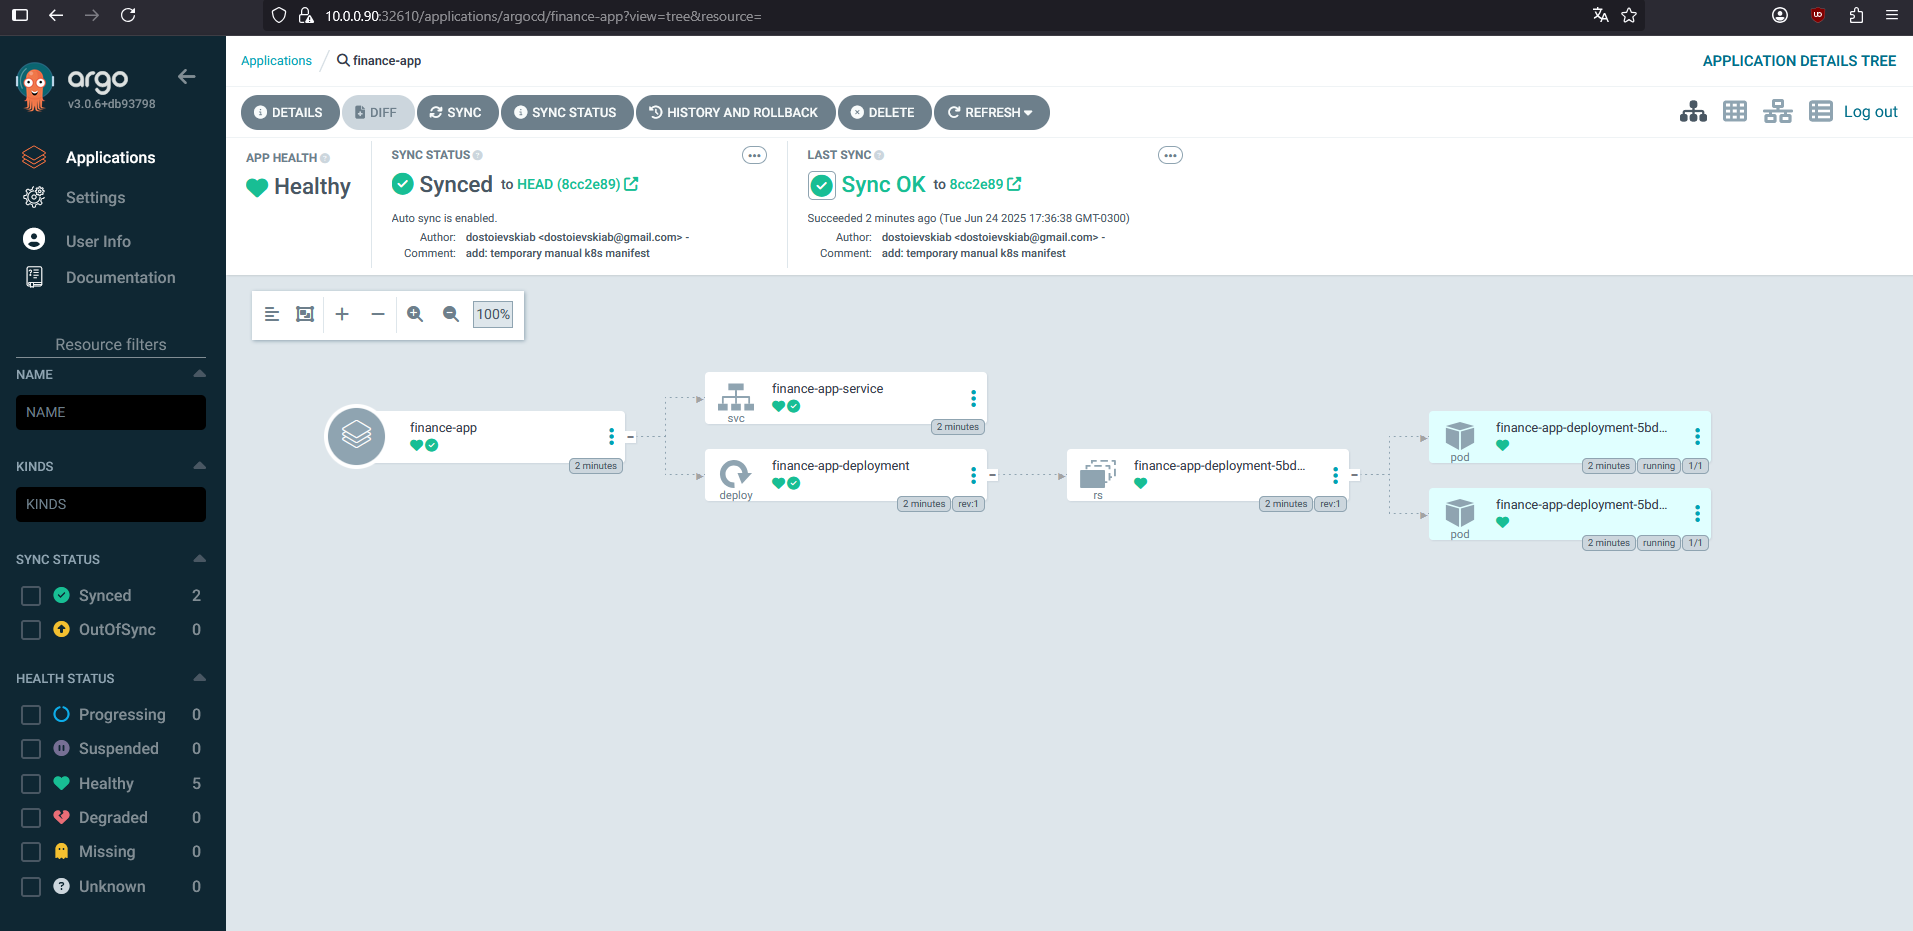 10.0.0.90:32610/applications/argocd/finance-app?view=tree&resource=
argo
v3.0.6+db93798
Applications
Settings
User Info
Documentation
Resource filters
NAME
NAME
KINDS
KINDS
SYNC STATUS
Synced 2
OutOfSync 0
HEALTH STATUS
Progressing 0
Suspended 0
Healthy 5
Degraded 0
Missing 0
Unknown 0
Applications / finance-app
APPLICATION DETAILS TREE
DETAILS DIFF SYNC SYNC STATUS HISTORY AND ROLLBACK DELETE REFRESH
Log out
APP HEALTH
Healthy
SYNC STATUS
Synced to HEAD (8cc2e89)
Auto sync is enabled.
Author: dostoievskiab <dostoievskiab@gmail.com> -
Comment: add: temporary manual k8s manifest
LAST SYNC
Sync OK to 8cc2e89
Succeeded 2 minutes ago (Tue Jun 24 2025 17:36:38 GMT-0300)
Author: dostoievskiab <dostoievskiab@gmail.com> -
Comment: add: temporary manual k8s manifest
100%
finance-app
2 minutes
finance-app-service
svc
2 minutes
finance-app-deployment
deploy
2 minutes rev:1
finance-app-deployment-5bd...
rs
2 minutes rev:1
finance-app-deployment-5bd...
pod
2 minutes running 1/1
finance-app-deployment-5bd...
pod
2 minutes running 1/1